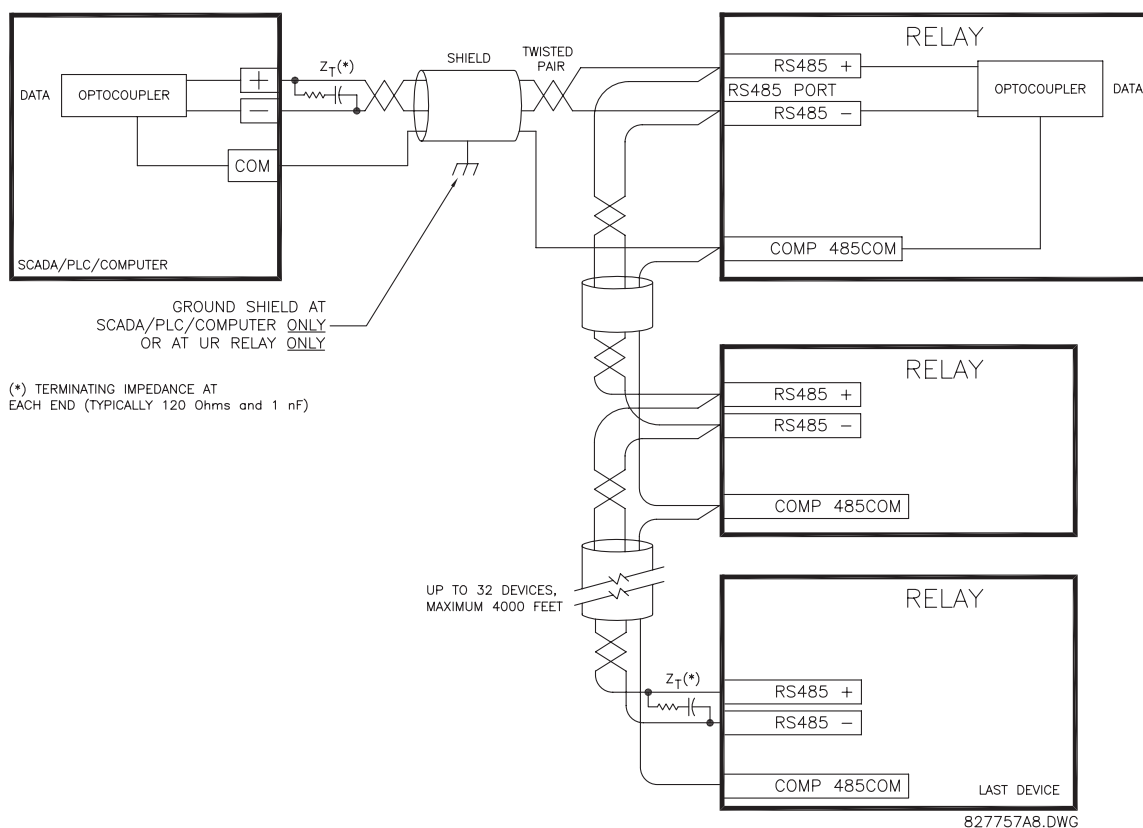 RELAY
SHIELD
TWISTED
PAIR
Z_T(*)
+
−
COM
DATA
OPTOCOUPLER
SCADA/PLC/COMPUTER
RS485 +
RS485 PORT
RS485 −
OPTOCOUPLER
DATA
COMP 485COM
GROUND SHIELD AT
SCADA/PLC/COMPUTER ONLY
OR AT UR RELAY ONLY
(*) TERMINATING IMPEDANCE AT
EACH END (TYPICALLY 120 Ohms and 1 nF)
RELAY
RS485 +
RS485 −
COMP 485COM
UP TO 32 DEVICES,
MAXIMUM 4000 FEET
RELAY
Z_T(*)
RS485 +
RS485 −
COMP 485COM
LAST DEVICE
827757A8.DWG